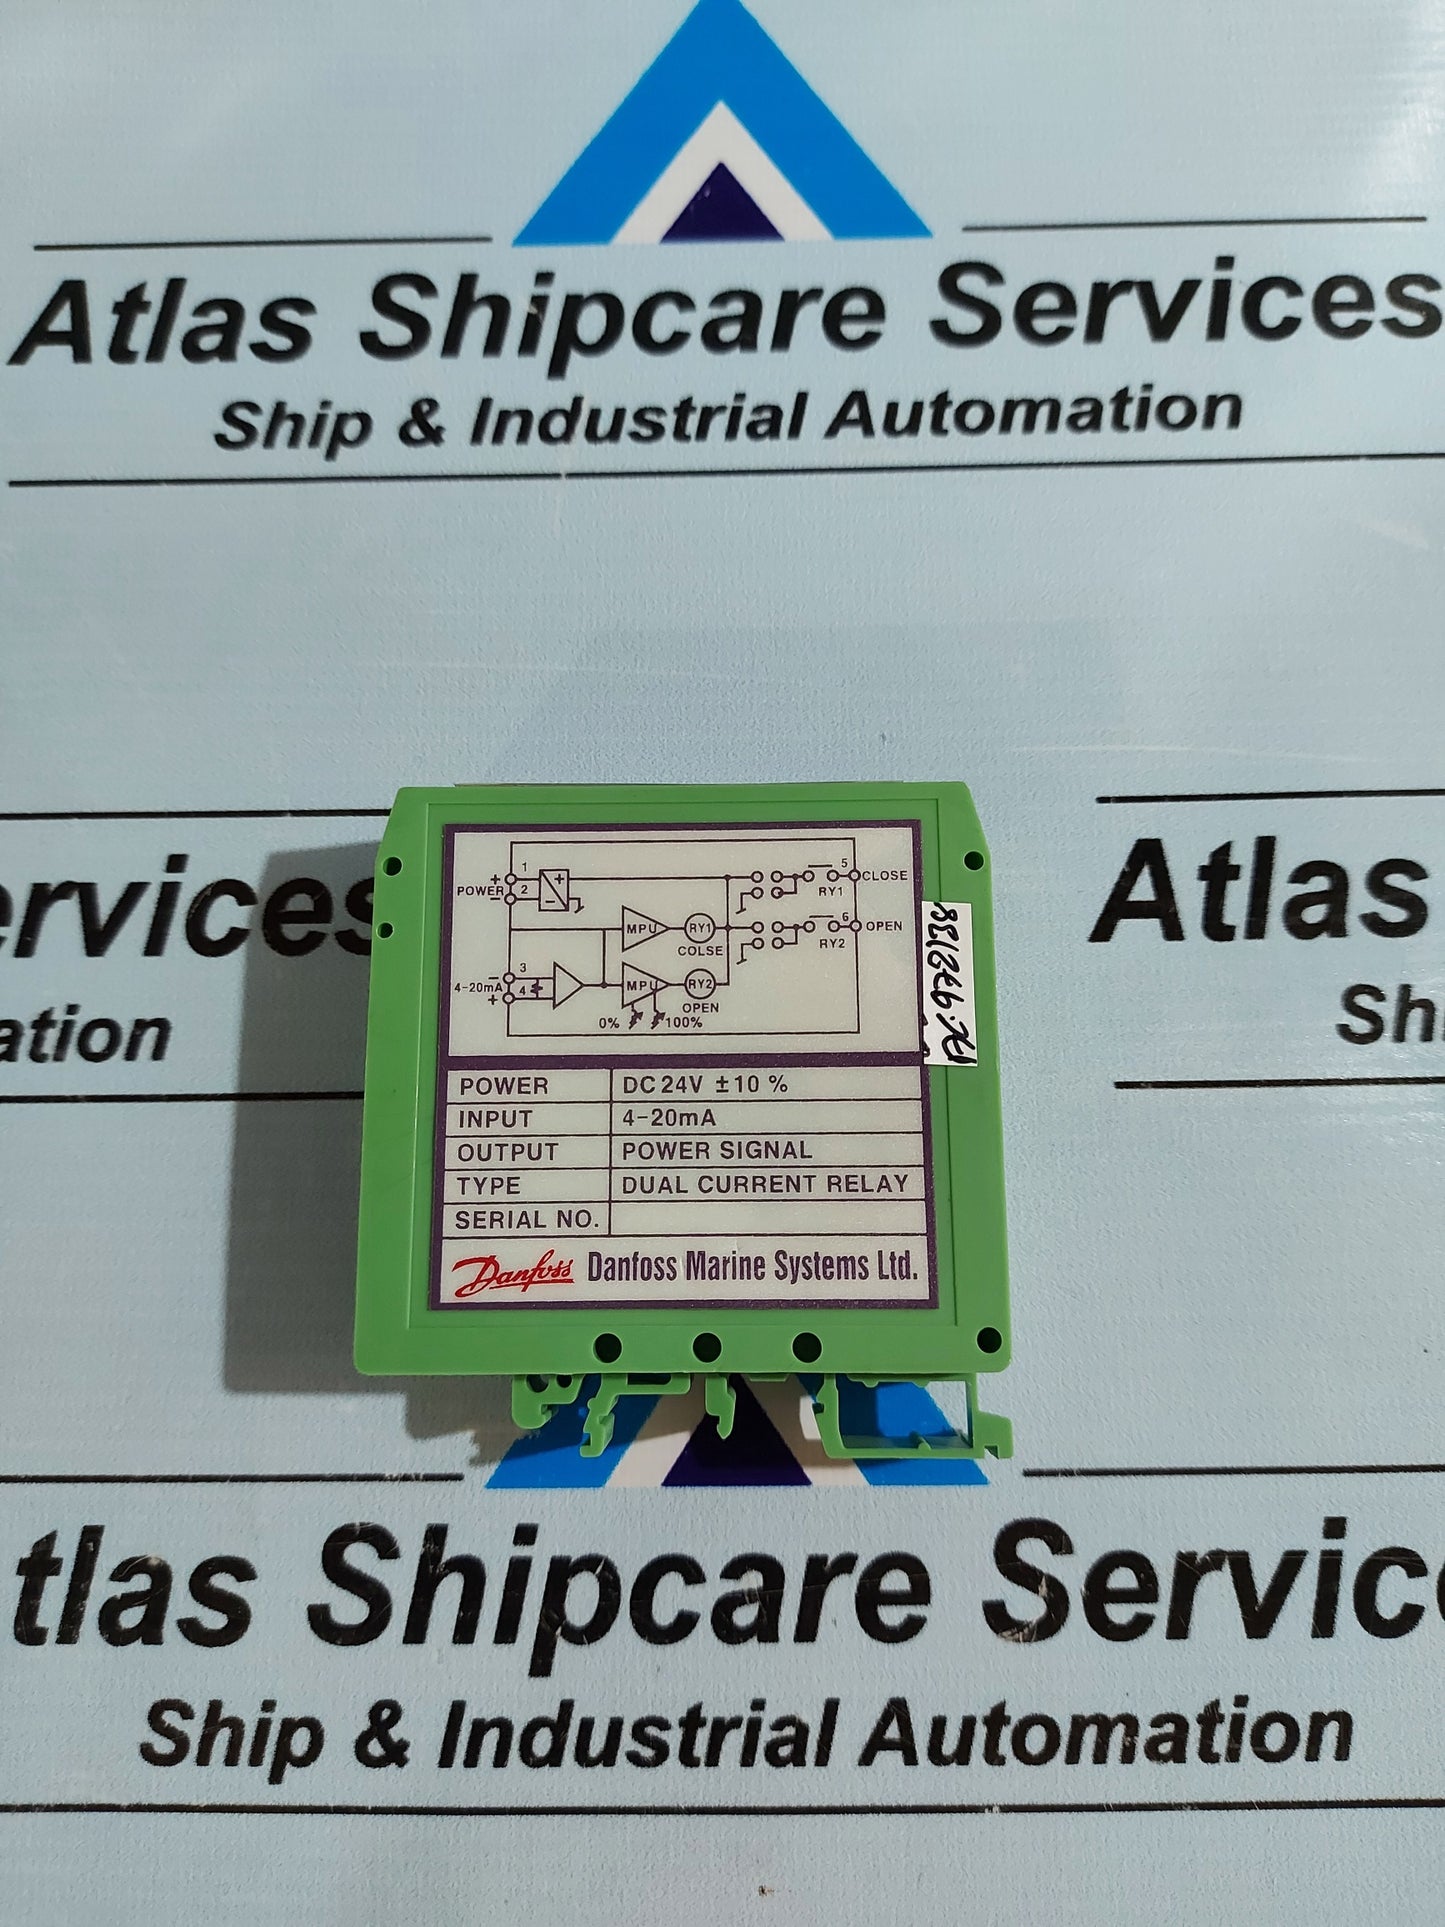 Atlas Shipcare Services
Ship & Industrial Automation
ervices
ation
Atlas
Sh
+ 1
POWER 2
-
+
-
5 CLOSE
RY1
6 OPEN
RY2
MPU RY1
COLSE
- 3
4-20mA 4
+
MPU RY2
OPEN
0% 100%
POWER DC 24V ±10 %
INPUT 4-20mA
OUTPUT POWER SIGNAL
TYPE DUAL CURRENT RELAY
SERIAL NO.
Danfoss Danfoss Marine Systems Ltd.
tlas Shipcare Servic
Ship & Industrial Automation